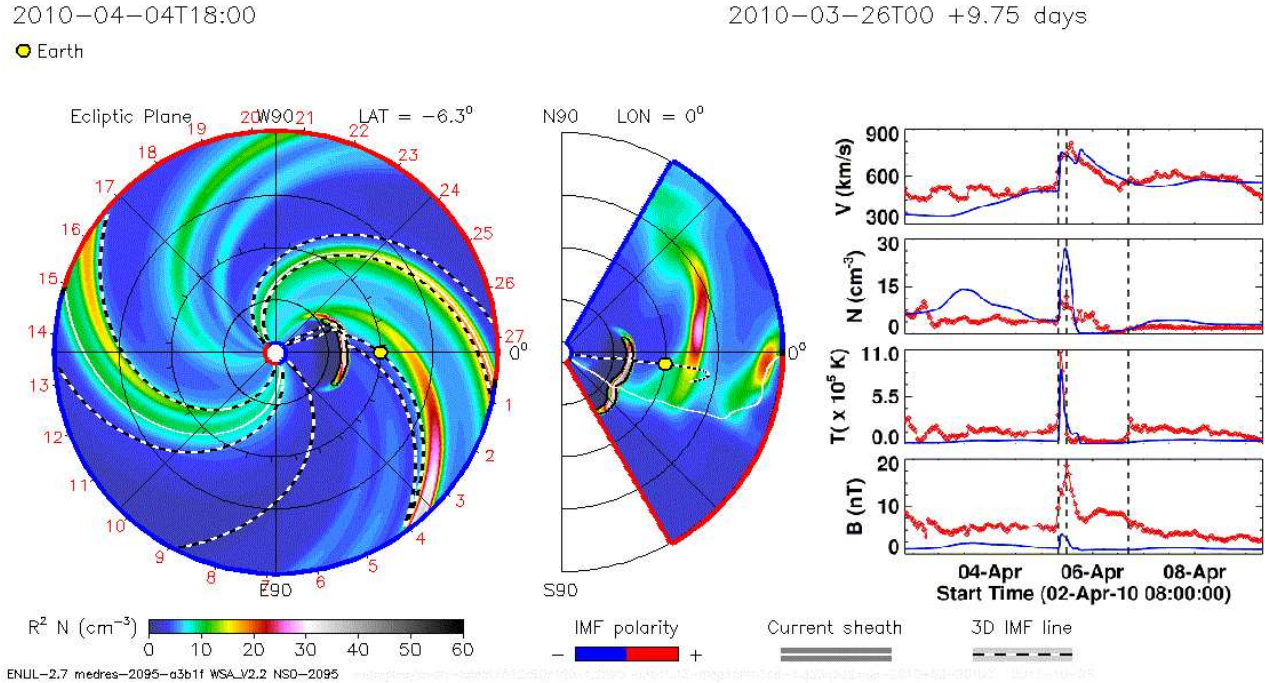 2010-04-04T18:00
2010-03-26T00 +9.75 days
Earth
Ecliptic Plane
W90
LAT = -6.3⁰
N90
LON = 0⁰
20 21
19
22
18
23
17
24
16
25
15
26
14
27
0⁰
13
1
12
2
11
3
10
4
9
5
8
6
7
E90
0⁰
S90
900
600
300
V (km/s)
30
15
0
N (cm⁻³)
11.0
5.5
0.0
T( x 10⁵ K)
20
10
0
B (nT)
04-Apr 06-Apr 08-Apr
Start Time (02-Apr-10 08:00:00)
R² N (cm⁻³)
0 10 20 30 40 50 60
IMF polarity
- +
Current sheath
3D IMF line
ENLIL-2.7 medres-2095-a3b1f WSA_V2.2 NSO-2095